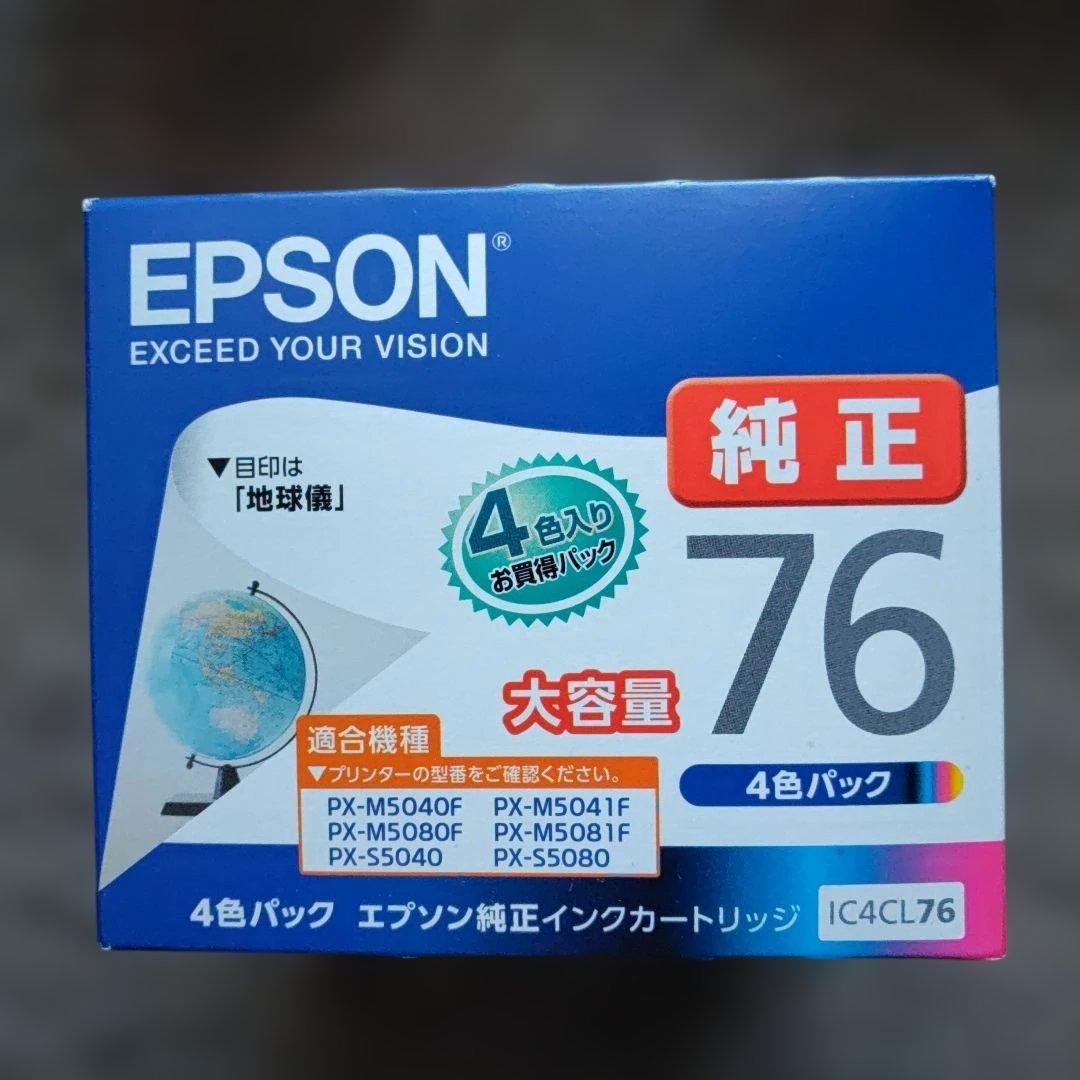 EPSON®
EXCEED YOUR VISION
純正
▼目印は
「地球儀」
4色入り
お買得パック
76
大容量
4色パック
適合機種
▼プリンターの型番をご確認ください。
PX-M5040F PX-M5041F
PX-M5080F PX-M5081F
PX-S5040 PX-S5080
4色パック エプソン純正インクカートリッジ IC4CL76